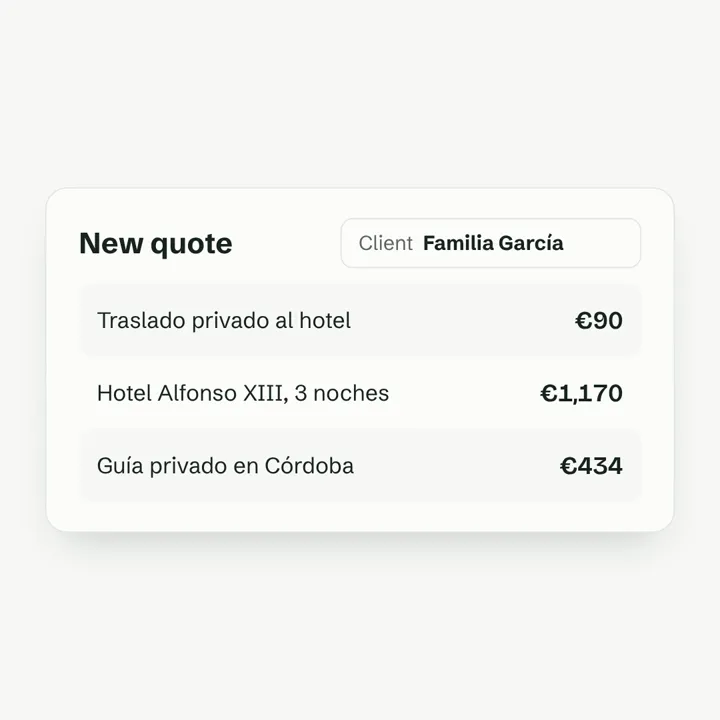 New quote
Client Familia García
Traslado privado al hotel €90
Hotel Alfonso XIII, 3 noches €1,170
Guía privado en Córdoba €434